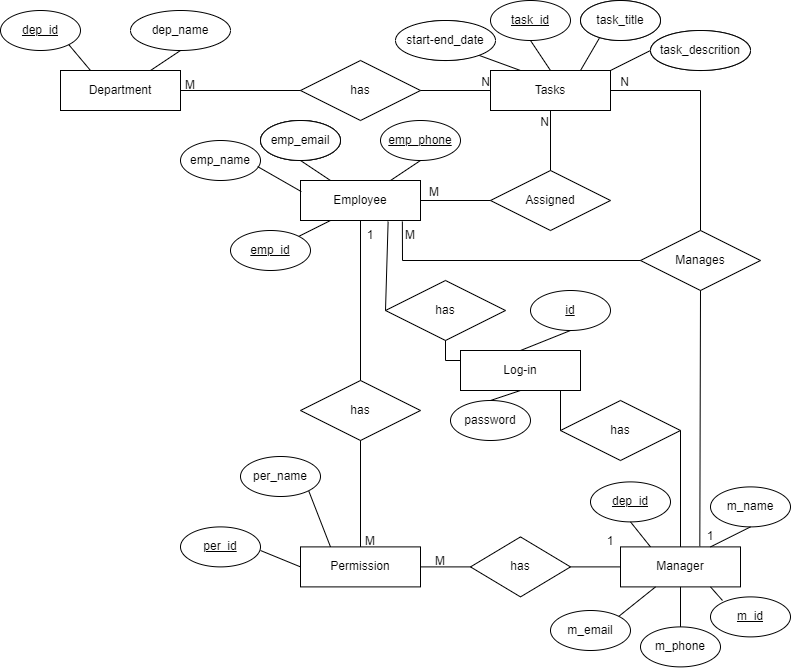 dep_id
dep_name
start-end_date
task_id
task_title
task_descrition
Department
M
has
N
Tasks
N
N
emp_name
emp_email
emp_phone
Employee
M
Assigned
emp_id
1
M
Manages
has
id
Log-in
password
has
has
per_name
per_id
Permission
M
M
has
1
dep_id
m_name
1
Manager
m_email
m_phone
m_id